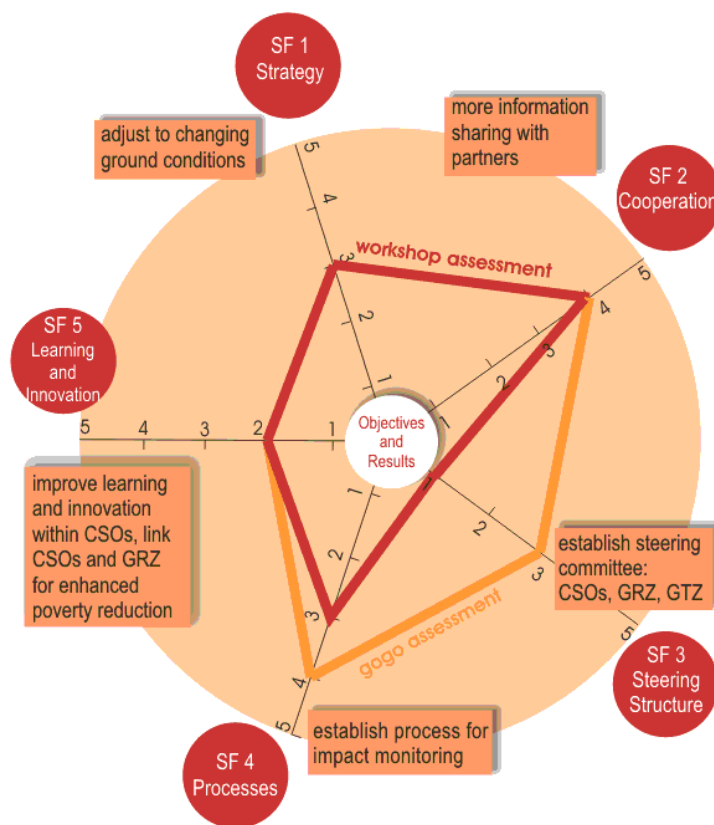 SF 1
Strategy
adjust to changing
ground conditions
more information
sharing with
partners
SF 2
Cooperation
5
4
3
2
1
workshop assessment
5
4
3
2
1
SF 5
Learning
and
Innovation
5
4
3
2
1
Objectives
and
Results
1
2
3
5
improve learning
and innovation
within CSOs, link
CSOs and GRZ
for enhanced
poverty reduction
1
2
3
4
5
gogo assessment
establish steering
committee:
CSOs, GRZ, GTZ
SF 3
Steering
Structure
SF 4
Processes
establish process for
impact monitoring